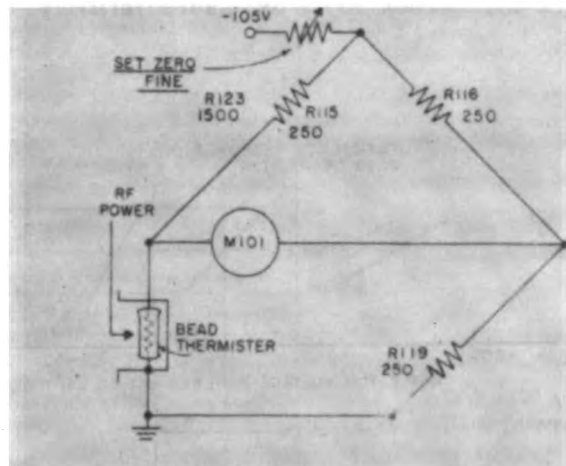 -105V
SET ZERO
FINE
R123
1500
R115
250
R116
250
RF
POWER
M101
BEAD
THERMISTER
R119
250